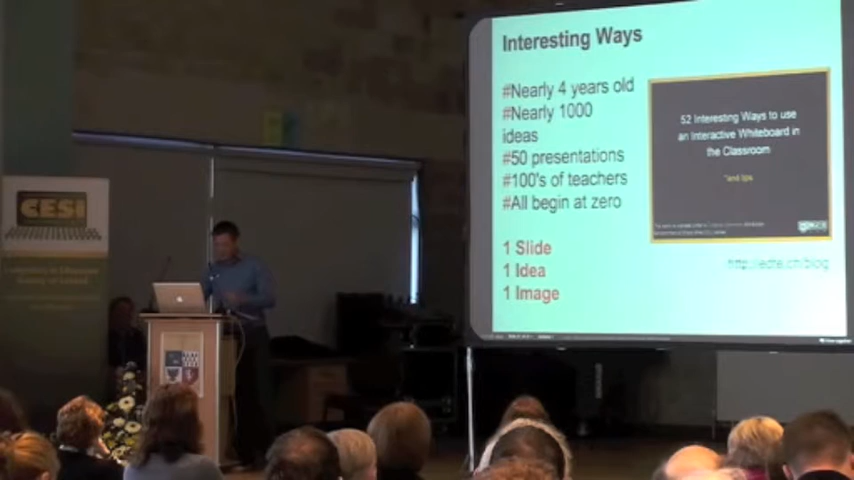 CESI
Interesting Ways
#Nearly 4 years old
#Nearly 1000
ideas
#50 presentations
#100's of teachers
#All begin at zero
1 Slide
1 Idea
1 Image
52 Interesting Ways to use
an Interactive Whiteboard in
the Classroom
*and tips